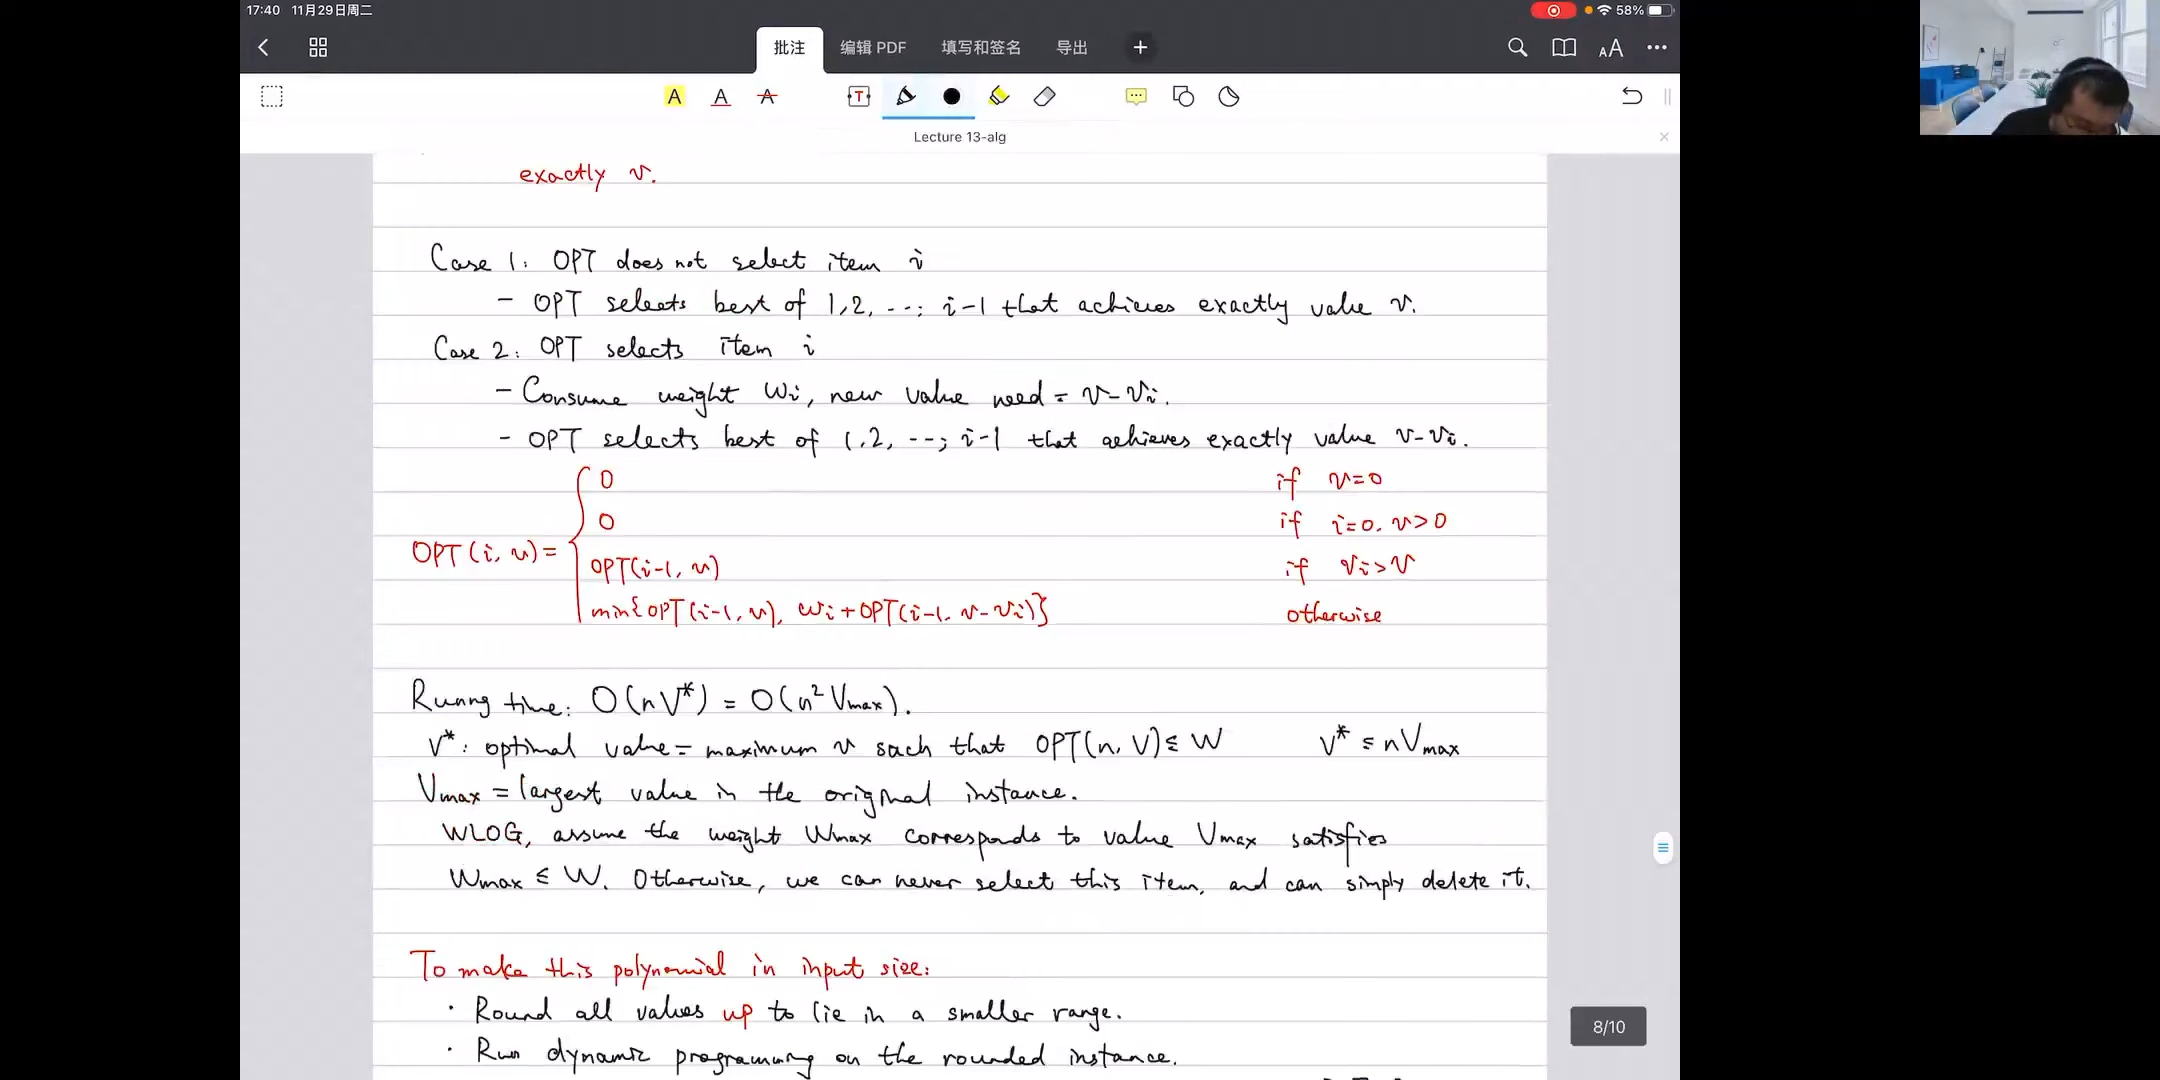 17:40 11月29日周二
58%
批注 编辑 PDF 填写和签名 导出
AA
A A A T
Lecture 13-alg
exactly v.
Case 1: OPT does not select item i
- OPT selects best of 1,2, ..., i-1 that achieves exactly value v.
Case 2: OPT selects item i
- Consume weight wi, new value need = v-vi.
- OPT selects best of 1,2, ..., i-1 that achieves exactly value v-vi.
0 if v=0
0 if i=0, v>0
OPT(i, v) =
OPT(i-1, v) if vi>v
min{OPT(i-1, v), wi+OPT(i-1, v-vi)} otherwise
Runng time: O(nV*) = O(n² Vmax).
V*: optimal value = maximum v such that OPT(n, V) ≤ W V* ≤ nVmax
Vmax = largest value in the original instance.
WLOG, assume the weight Wmax corresponds to value Vmax satisfies
Wmax ≤ W. Otherwise, we can never select this item, and can simply delete it.
To make this polynomial in input size:
· Round all values up to lie in a smaller range.
· Run dynamic programming on the rounded instance.
8/10